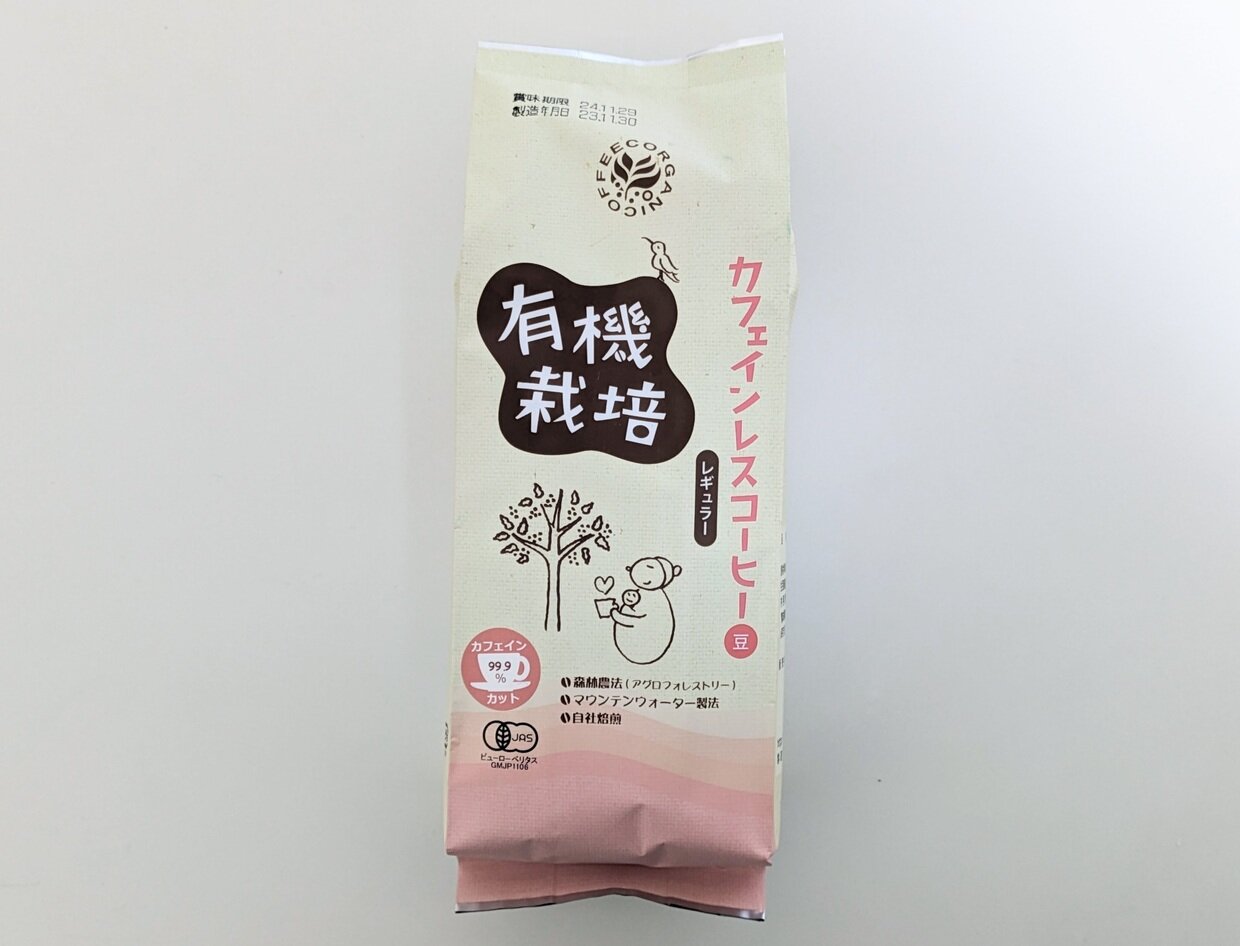 賞味期限 24.11.29
製造年月日 23.11.30
ORGANIC COFFEE
有機
栽培
カフェインレスコーヒー
豆
レギュラー
カフェイン
99.9
%
カット
森林農法(アグロフォレストリー)
マウンテンウォーター製法
自社焙煎
JAS
ビューローベリタス
GMJP1106